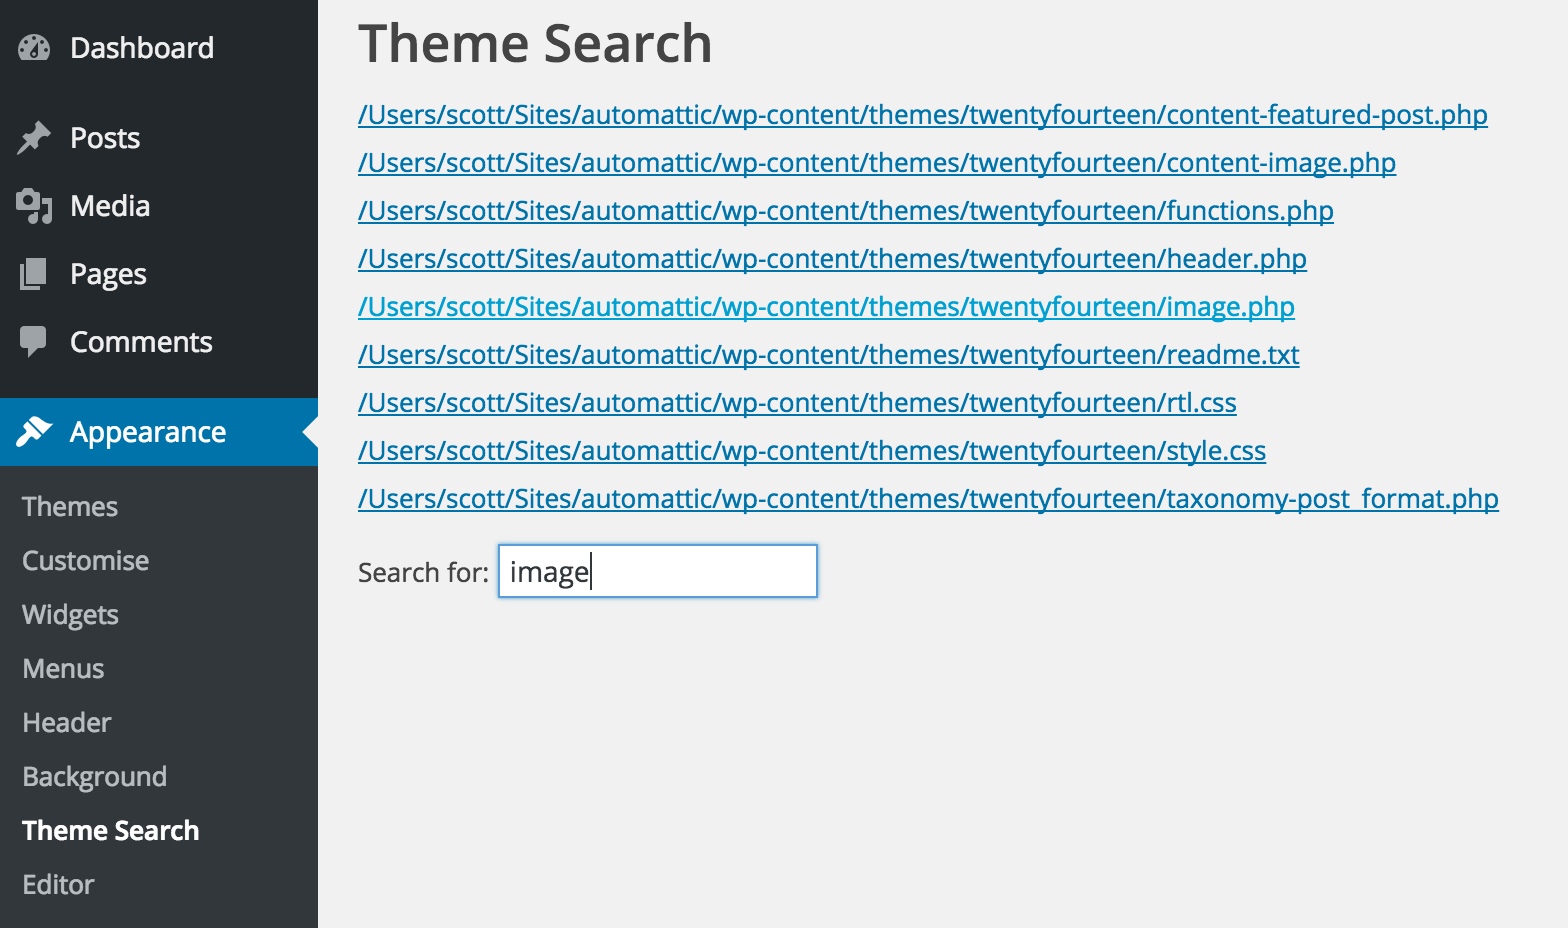 Dashboard
Posts
Media
Pages
Comments
Appearance
Themes
Customise
Widgets
Menus
Header
Background
Theme Search
Editor
Theme Search
/Users/scott/Sites/automattic/wp-content/themes/twentyfourteen/content-featured-post.php
/Users/scott/Sites/automattic/wp-content/themes/twentyfourteen/content-image.php
/Users/scott/Sites/automattic/wp-content/themes/twentyfourteen/functions.php
/Users/scott/Sites/automattic/wp-content/themes/twentyfourteen/header.php
/Users/scott/Sites/automattic/wp-content/themes/twentyfourteen/image.php
/Users/scott/Sites/automattic/wp-content/themes/twentyfourteen/readme.txt
/Users/scott/Sites/automattic/wp-content/themes/twentyfourteen/rtl.css
/Users/scott/Sites/automattic/wp-content/themes/twentyfourteen/style.css
/Users/scott/Sites/automattic/wp-content/themes/twentyfourteen/taxonomy-post_format.php
Search for: image